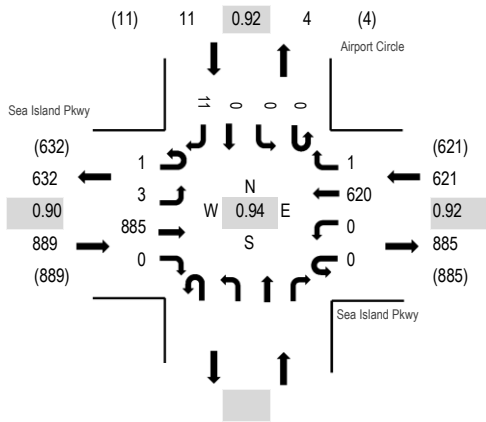 (11) 11 0.92 4 (4)
Airport Circle
11 0 0 0
Sea Island Pkwy
(632)
632
0.90
889
(889)
1
3
885
0
N
W 0.94 E
S
1
620
0
0
(621)
621
0.92
885
(885)
Sea Island Pkwy